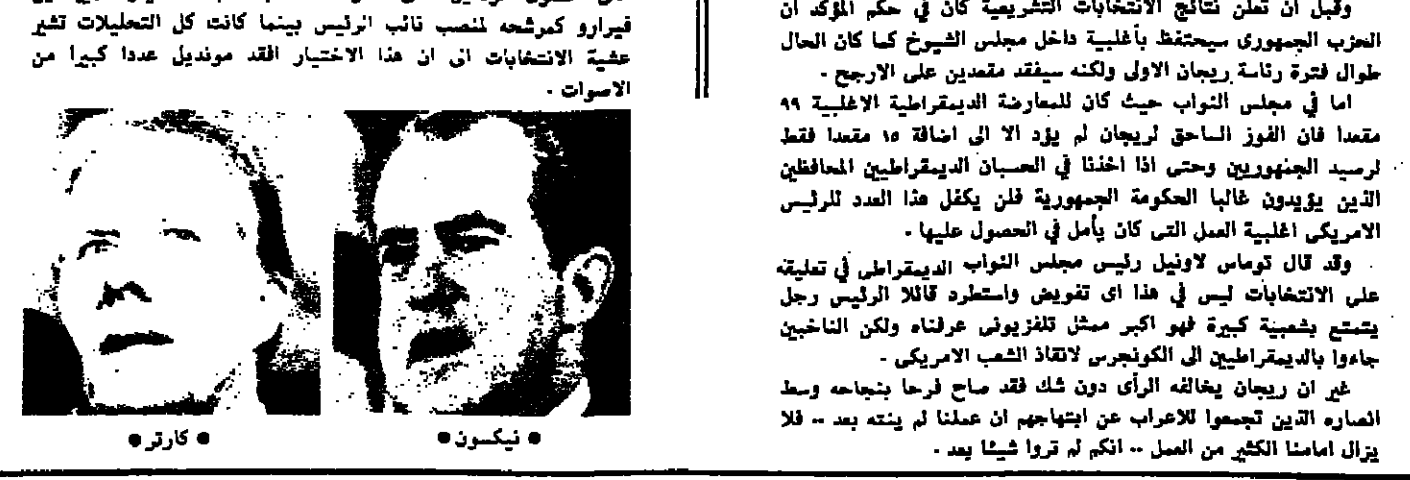 وقبل ان تعلن نتائج الانتخابات التشريعية كان في حكم المؤكد ان
الحزب الجمهورى سيحتفظ بأغلبية داخل مجلس الشيوخ كما كان الحال
طوال فترة رئاسة ريجان الاولى ولكنه سيفقد مقعدين على الارجح .
اما في مجلس النواب حيث كان للمعارضة الديمقراطية الاغلبية ٩٩
مقعدا فان الفوز الساحق لريجان لم يؤد الا الى اضافة ١٥ مقعدا فقط
لرصيد الجمهوريين وحتى اذا اخذنا في الحسبان الديمقراطيين المحافظين
الذين يؤيدون غالبا الحكومة الجمهورية فلن يكفل هذا العدد للرئيس
الامريكى اغلبية العمل التى كان يأمل في الحصول عليها .
وقد قال توماس لاونيل رئيس مجلس النواب الديمقراطى في تعليقه
على الانتخابات ليس في هذا اى تفويض واستطرد قائلا الرئيس رجل
يتمتع بشعبية كبيرة فهو اكبر ممثل تلفزيونى عرفناه ولكن الناخبين
جاءوا بالديمقراطيين الى الكونجرس لانقاذ الشعب الامريكى .
غير ان ريجان يخالفه الرأى دون شك فقد صاح فرحا بنجاحه وسط
انصاره الذين تجمعوا للاعراب عن ابتهاجهم ان عملنا لم ينته بعد .. فلا
يزال امامنا الكثير من العمل .. انكم لم تروا شيئا بعد .
فيرارو كمرشحه لمنصب نائب الرئيس بينما كانت كل التحليلات تشير
عشية الانتخابات الى ان هذا الاختيار افقد مونديل عددا كبيرا من
الاصوات .
● نيكسون ●
● كارتر ●